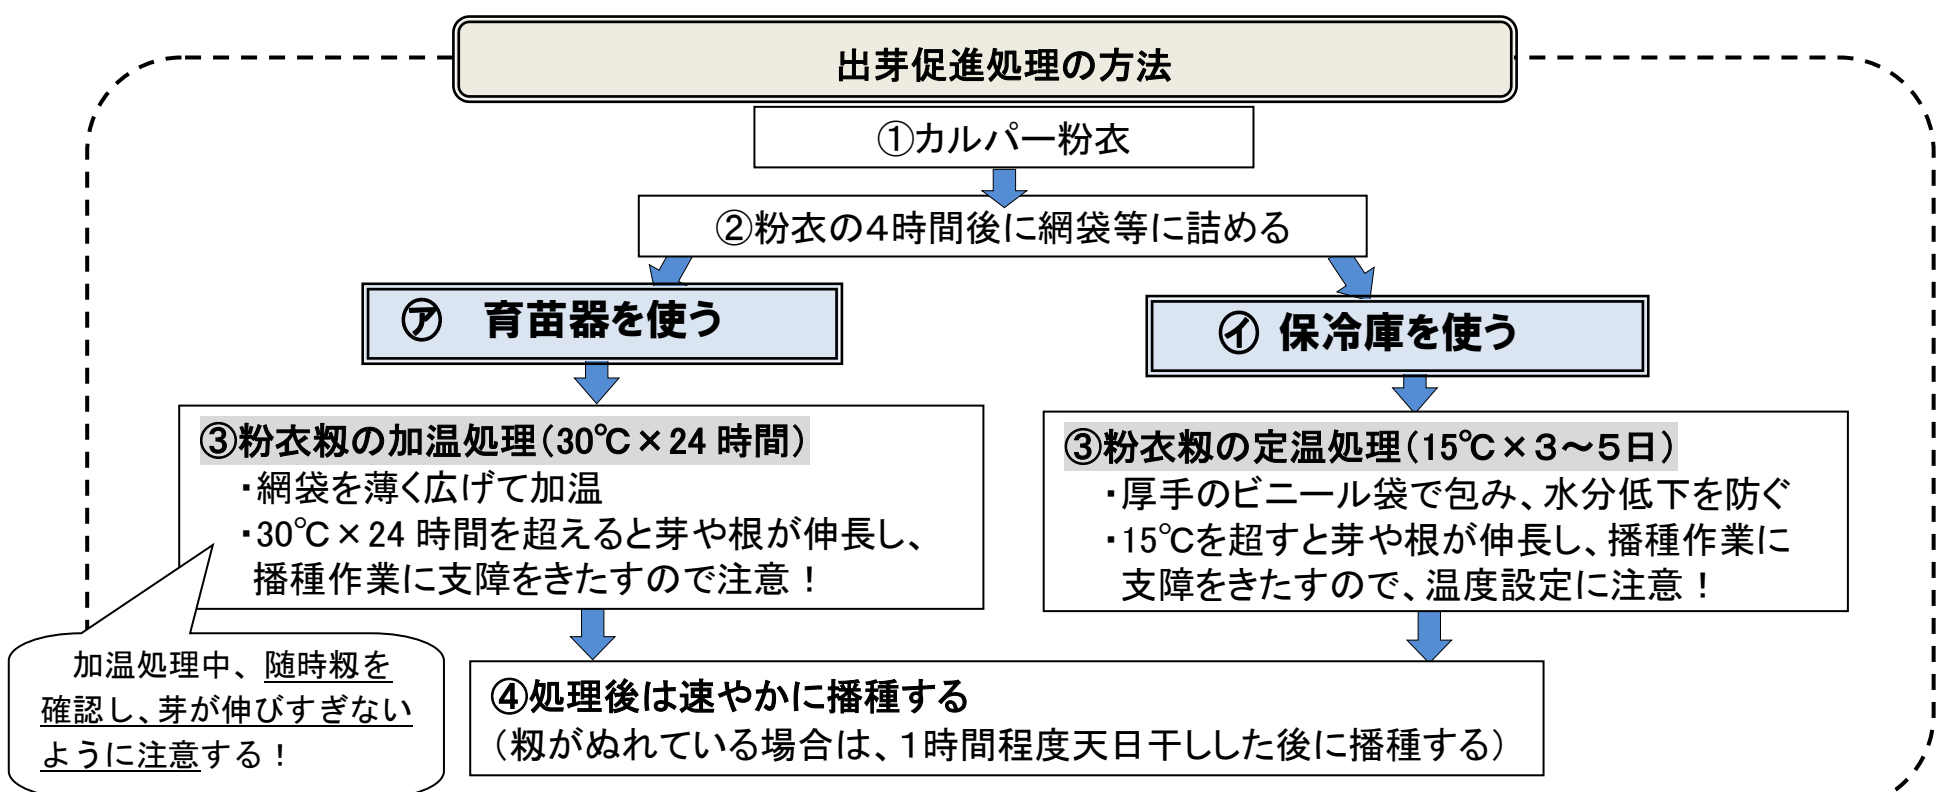 出芽促進処理の方法
①カルパー粉衣
②粉衣の4時間後に網袋等に詰める
㋐　育苗器を使う
③粉衣籾の加温処理(30℃×24 時間)
・網袋を薄く広げて加温
・30℃×24 時間を超えると芽や根が伸長し、
播種作業に支障をきたすので注意！
加温処理中、随時籾を
確認し、芽が伸びすぎない
ように注意する！
㋑ 保冷庫を使う
③粉衣籾の定温処理(15℃×３～５日)
・厚手のビニール袋で包み、水分低下を防ぐ
・15℃を超すと芽や根が伸長し、播種作業に
支障をきたすので、温度設定に注意！
④処理後は速やかに播種する
(籾がぬれている場合は、１時間程度天日干しした後に播種する)